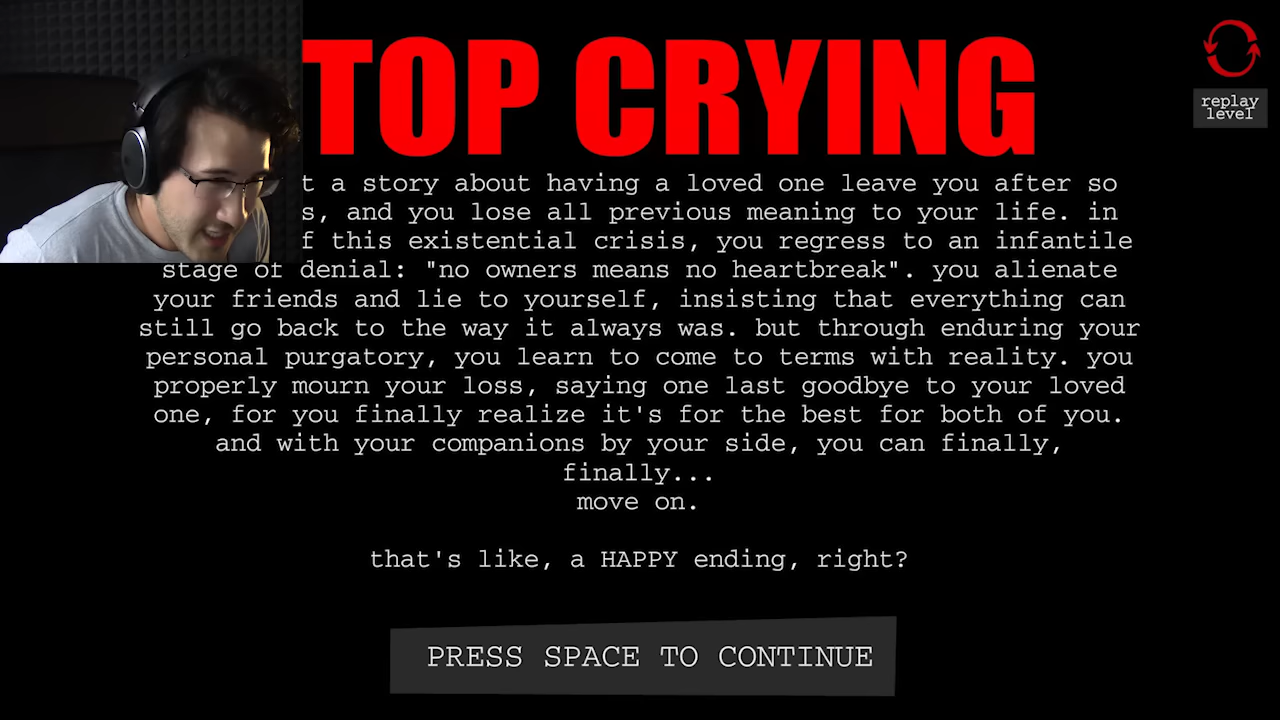 TOP CRYING
replay
level
t a story about having a loved one leave you after so
s, and you lose all previous meaning to your life. in
f this existential crisis, you regress to an infantile
stage of denial: "no owners means no heartbreak". you alienate
your friends and lie to yourself, insisting that everything can
still go back to the way it always was. but through enduring your
personal purgatory, you learn to come to terms with reality. you
properly mourn your loss, saying one last goodbye to your loved
one, for you finally realize it's for the best for both of you.
and with your companions by your side, you can finally,
finally...
move on.
that's like, a HAPPY ending, right?
PRESS SPACE TO CONTINUE